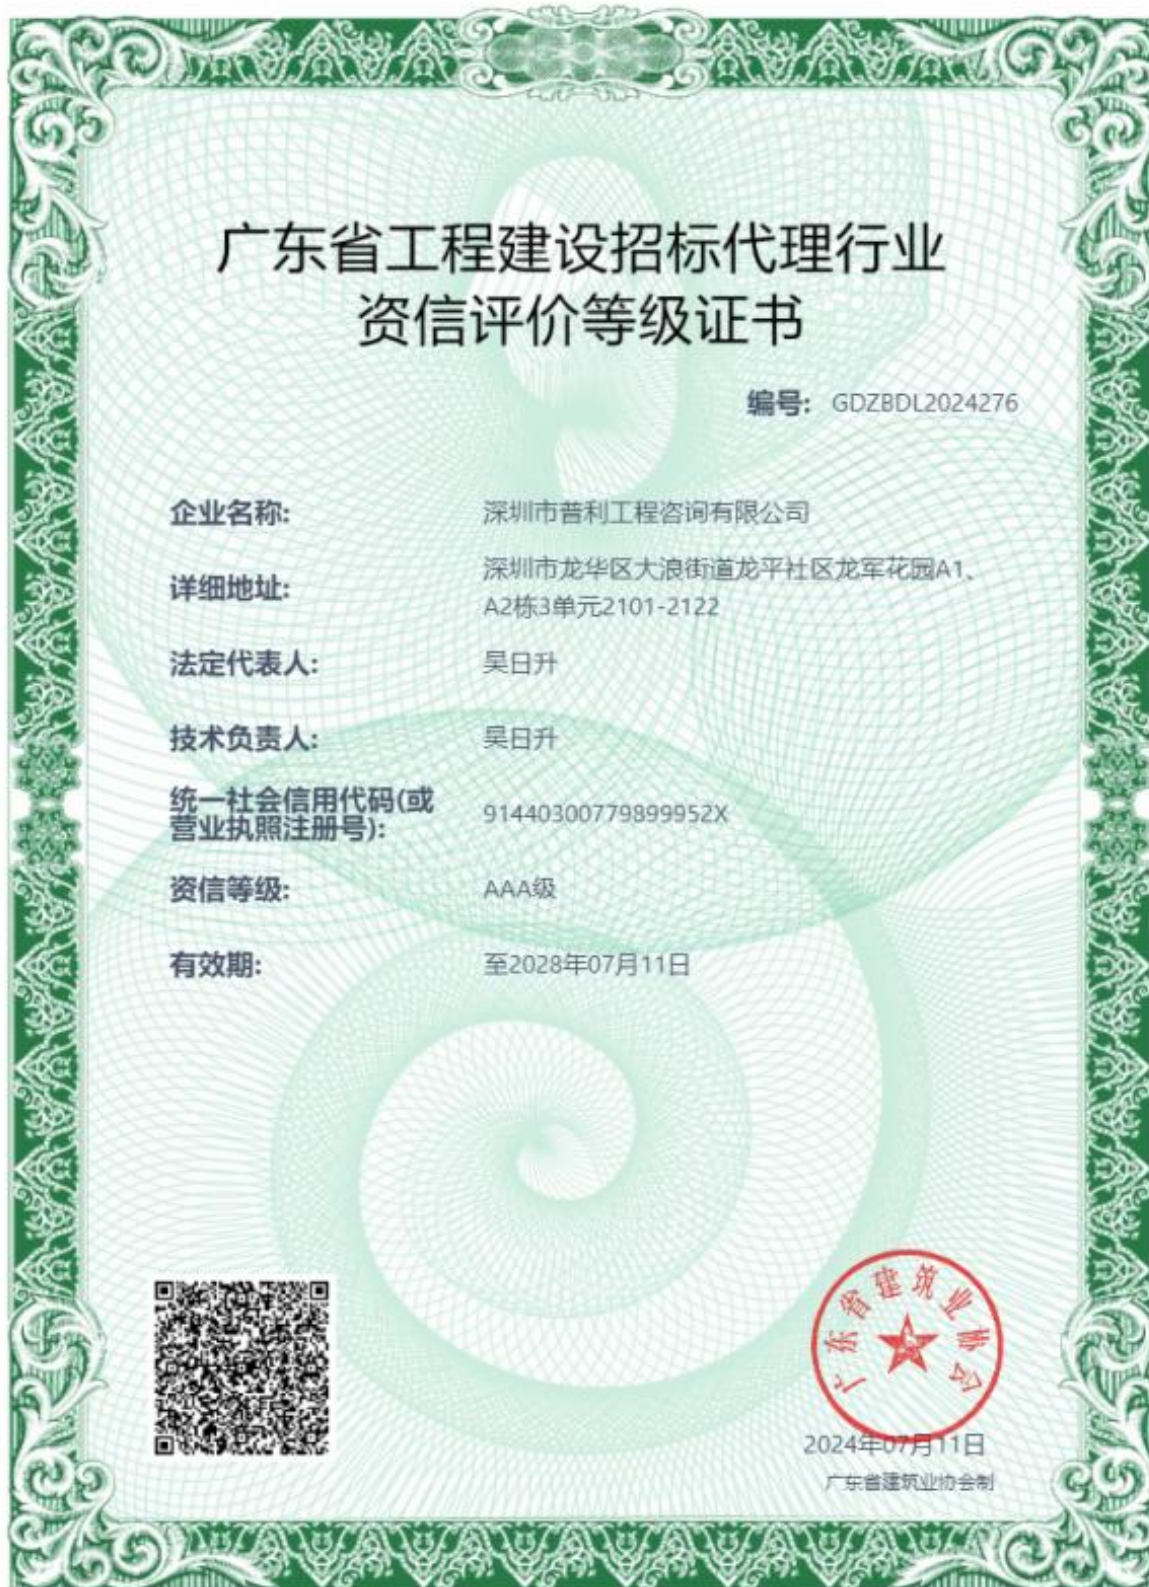 广东省工程建设招标代理行业
资信评价等级证书
编号: GDZBDL2024276
企业名称: 深圳市普利工程咨询有限公司
详细地址: 深圳市龙华区大浪街道龙平社区龙军花园A1、
A2栋3单元2101-2122
法定代表人: 吴日升
技术负责人: 吴日升
统一社会信用代码(或
营业执照注册号): 91440300779899952X
资信等级: AAA级
有效期: 至2028年07月11日
广东省建筑业协会
2024年07月11日
广东省建筑业协会制